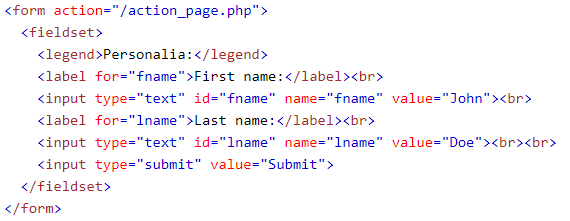 <form action="/action_page.php">
<fieldset>
<legend>Personalia:</legend>
<label for="fname">First name:</label><br>
<input type="text" id="fname" name="fname" value="John"><br>
<label for="lname">Last name:</label><br>
<input type="text" id="lname" name="lname" value="Doe"><br><br>
<input type="submit" value="Submit">
</fieldset>
</form>